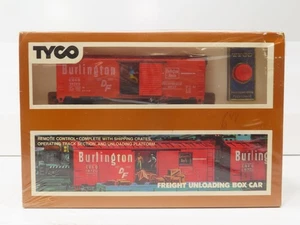 TYCO
Burlington
REMOTE CONTROL • COMPLETE WITH SHIPPING CRATES,
OPERATING TRACK SECTION, AND UNLOADING PLATFORM
Burlington
Burl
FREIGHT UNLOADING BOX CAR